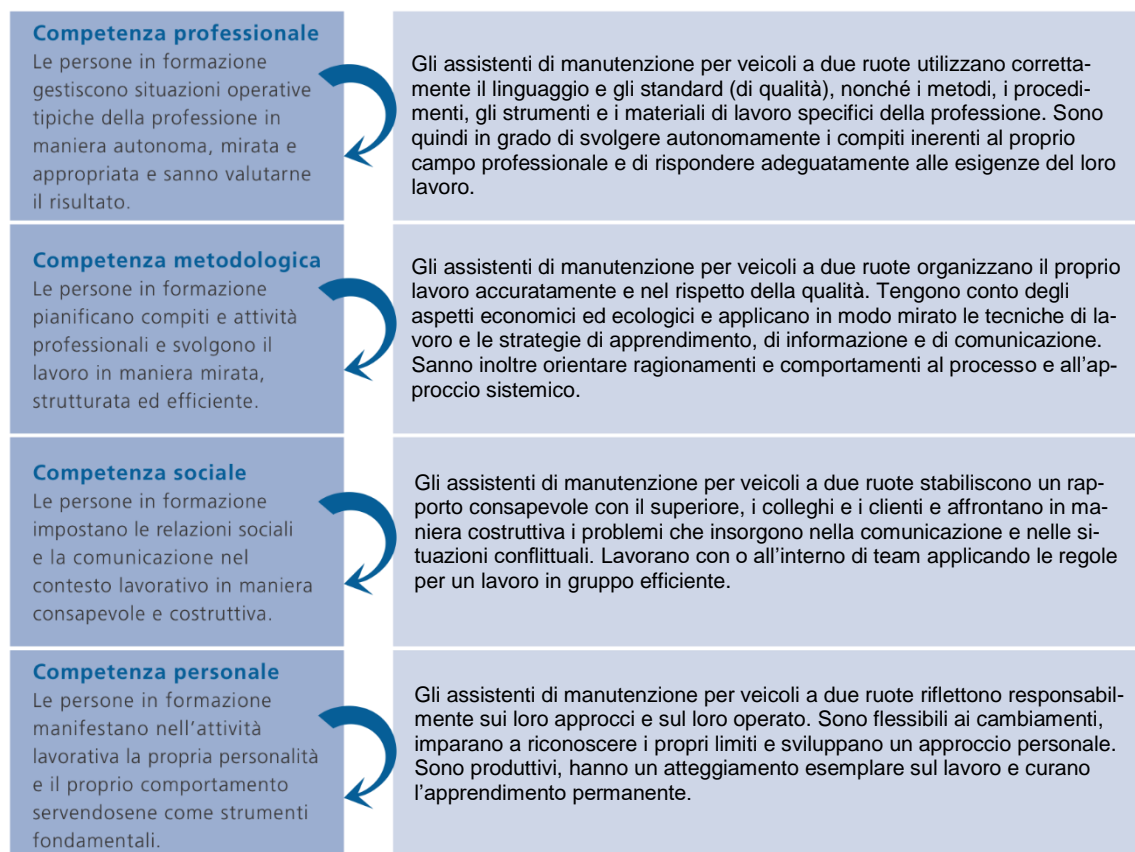 Competenza professionale
Le persone in formazione
gestiscono situazioni operative
tipiche della professione in
maniera autonoma, mirata e
appropriata e sanno valutarne
il risultato.
Gli assistenti di manutenzione per veicoli a due ruote utilizzano corretta-
mente il linguaggio e gli standard (di qualità), nonché i metodi, i procedi-
menti, gli strumenti e i materiali di lavoro specifici della professione. Sono
quindi in grado di svolgere autonomamente i compiti inerenti al proprio
campo professionale e di rispondere adeguatamente alle esigenze del loro
lavoro.
Competenza metodologica
Le persone in formazione
pianificano compiti e attività
professionali e svolgono il
lavoro in maniera mirata,
strutturata ed efficiente.
Gli assistenti di manutenzione per veicoli a due ruote organizzano il proprio
lavoro accuratamente e nel rispetto della qualità. Tengono conto degli
aspetti economici ed ecologici e applicano in modo mirato le tecniche di la-
voro e le strategie di apprendimento, di informazione e di comunicazione.
Sanno inoltre orientare ragionamenti e comportamenti al processo e all'ap-
proccio sistemico.
Competenza sociale
Le persone in formazione
impostano le relazioni sociali
e la comunicazione nel
contesto lavorativo in maniera
consapevole e costruttiva.
Gli assistenti di manutenzione per veicoli a due ruote stabiliscono un rap-
porto consapevole con il superiore, i colleghi e i clienti e affrontano in ma-
niera costruttiva i problemi che insorgono nella comunicazione e nelle si-
tuazioni conflittuali. Lavorano con o all'interno di team applicando le regole
per un lavoro in gruppo efficiente.
Competenza personale
Le persone in formazione
manifestano nell'attività
lavorativa la propria personalità
e il proprio comportamento
servendosene come strumenti
fondamentali.
Gli assistenti di manutenzione per veicoli a due ruote riflettono responsabil-
mente sui loro approcci e sul loro operato. Sono flessibili ai cambiamenti,
imparano a riconoscere i propri limiti e sviluppano un approccio personale.
Sono produttivi, hanno un atteggiamento esemplare sul lavoro e curano
l'apprendimento permanente.